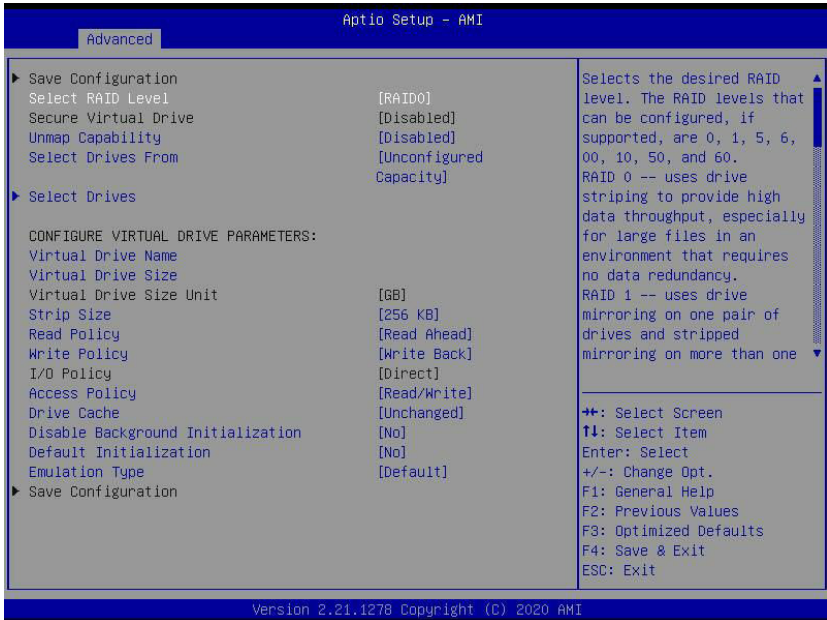 Aptio Setup - AMI
Advanced
Save Configuration
Select RAID Level [RAID0]
Secure Virtual Drive [Disabled]
Unmap Capability [Disabled]
Select Drives From [Unconfigured
Capacity]
Select Drives
CONFIGURE VIRTUAL DRIVE PARAMETERS:
Virtual Drive Name
Virtual Drive Size
Virtual Drive Size Unit [GB]
Strip Size [256 KB]
Read Policy [Read Ahead]
Write Policy [Write Back]
I/O Policy [Direct]
Access Policy [Read/Write]
Drive Cache [Unchanged]
Disable Background Initialization [No]
Default Initialization [No]
Emulation Type [Default]
Save Configuration
Selects the desired RAID
level. The RAID levels that
can be configured, if
supported, are 0, 1, 5, 6,
00, 10, 50, and 60.
RAID 0 -- uses drive
striping to provide high
data throughput, especially
for large files in an
environment that requires
no data redundancy.
RAID 1 -- uses drive
mirroring on one pair of
drives and stripped
mirroring on more than one
→←: Select Screen
↑↓: Select Item
Enter: Select
+/-: Change Opt.
F1: General Help
F2: Previous Values
F3: Optimized Defaults
F4: Save & Exit
ESC: Exit
Version 2.21.1278 Copyright (C) 2020 AMI